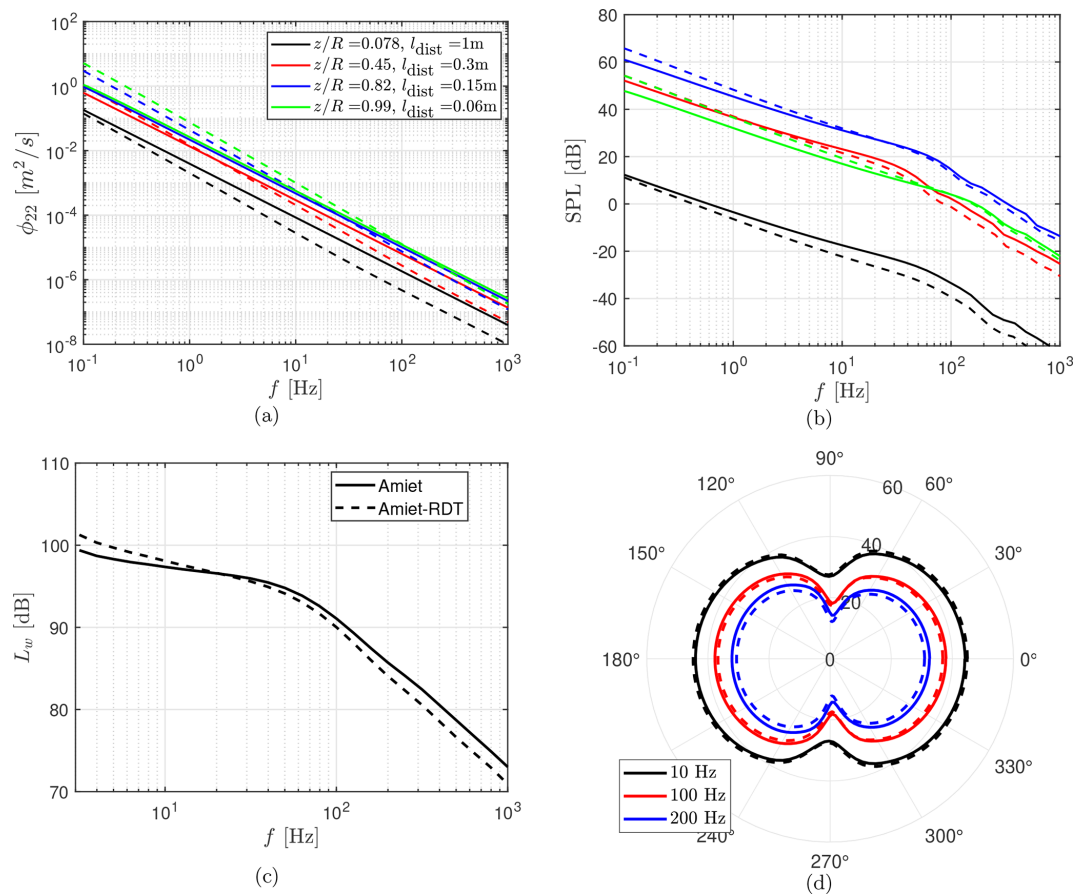 10^2
10^0
10^-2
10^-4
10^-6
10^-8
ϕ_22 [m^2/s]
z/R =0.078, l_dist =1m
z/R =0.45, l_dist =0.3m
z/R =0.82, l_dist =0.15m
z/R =0.99, l_dist =0.06m
10^-1 10^0 10^1 10^2 10^3
f [Hz]
(a)
80
60
40
20
0
-20
-40
-60
SPL [dB]
10^-1 10^0 10^1 10^2 10^3
f [Hz]
(b)
110
100
90
80
70
L_w [dB]
Amiet
Amiet-RDT
10^1 10^2 10^3
f [Hz]
(c)
90°
120° 60 60°
150° 40 30°
20
180° 0 0°
330°
240° 300°
270°
10 Hz
100 Hz
200 Hz
(d)